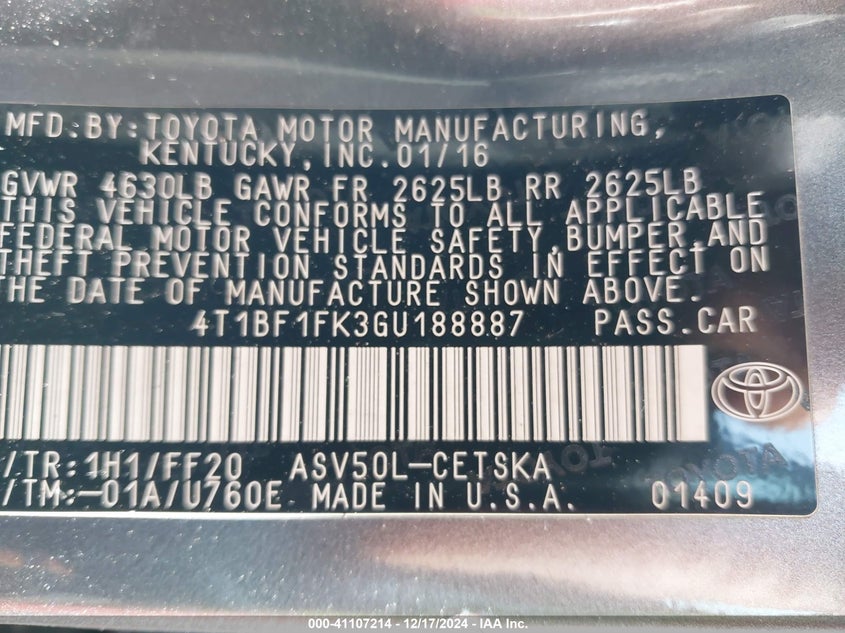 MFD.BY:TOYOTA MOTOR MANUFACTURING,
KENTUCKY,INC.01/16
GVWR 4630LB GAWR FR 2625LB RR 2625LB
THIS VEHICLE CONFORMS TO ALL APPLICABLE
FEDERAL MOTOR VEHICLE SAFETY,BUMPER,AND
THEFT PREVENTION STANDARDS IN EFFECT ON
THE DATE OF MANUFACTURE SHOWN ABOVE.
4T1BF1FK3GU188887 PASS.CAR
/TR:1H1/FF20 ASV50L-CETSKA
/TM:-01A/U760E MADE IN U.S.A. 01409
000-41107214 - 12/17/2024 - IAA Inc.